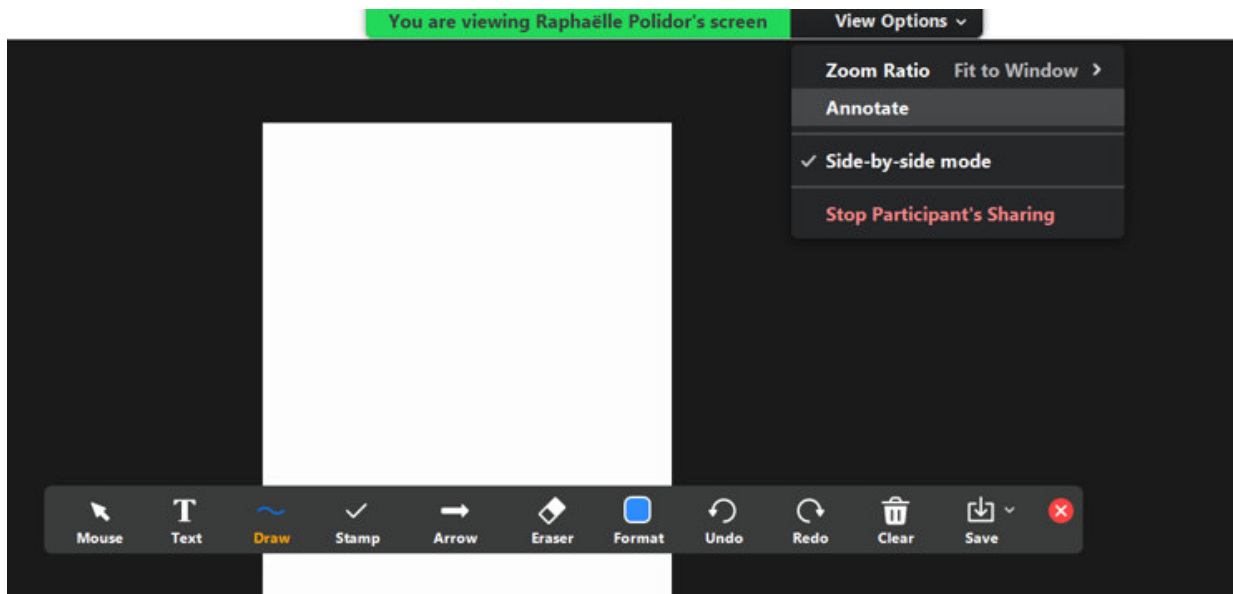 You are viewing Raphaëlle Polidor's screen View Options
Zoom Ratio Fit to Window
Annotate
Side-by-side mode
Stop Participant's Sharing
T
Mouse Text Draw Stamp Arrow Eraser Format Undo Redo Clear Save